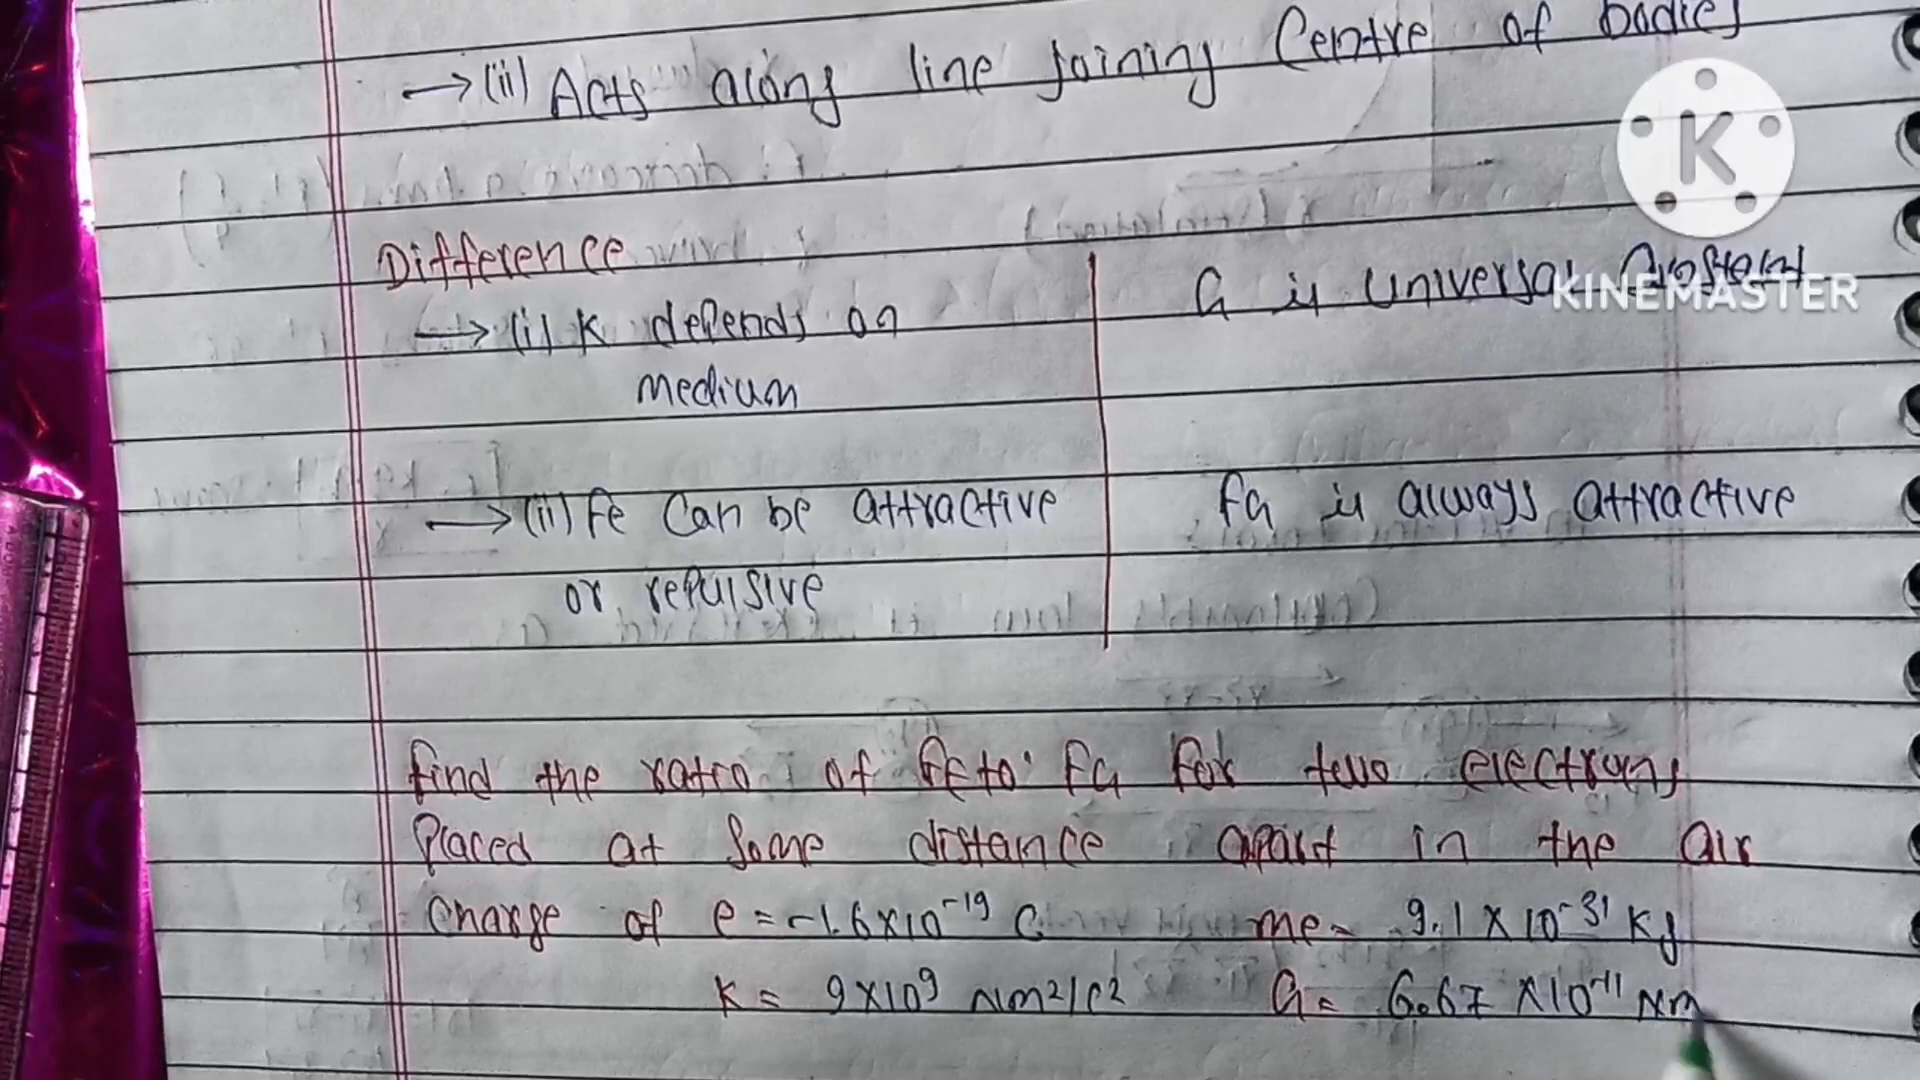 → (ii) Acts along line joining Centre of bodies
Difference
→ (i) K depends on
medium
G is universal Constant
KINEMASTER
→ (ii) Fe Can be attractive
or repulsive
FG is always attractive
find the ratio of FE to FG for two electrons
Placed at Some distance apart in the air
Charge of e = -1.6 × 10⁻¹⁹ C me = 9.1 × 10⁻³¹ Kg
K = 9 × 10⁹ Nm²/C² G = 6.67 × 10⁻¹¹ Nm